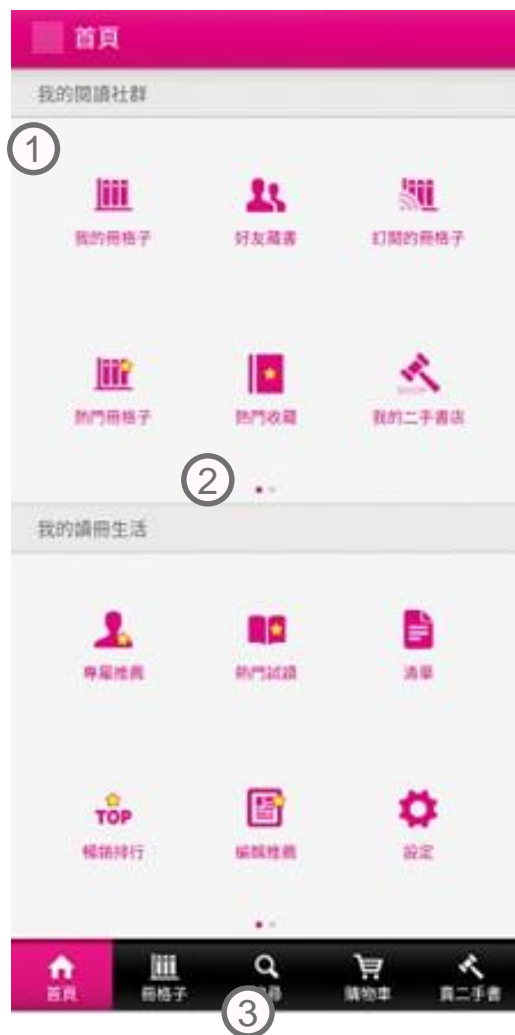 首頁
我的閱讀社群
①
我的冊格子 好友藏書 訂閱的冊格子
熱門冊格子 熱門收藏 我的二手書店
②
我的讀冊生活
專屬推薦 熱門試讀 清單
TOP
暢銷排行 編輯推薦 設定
首頁 冊格子 購物車 賣二手書
③